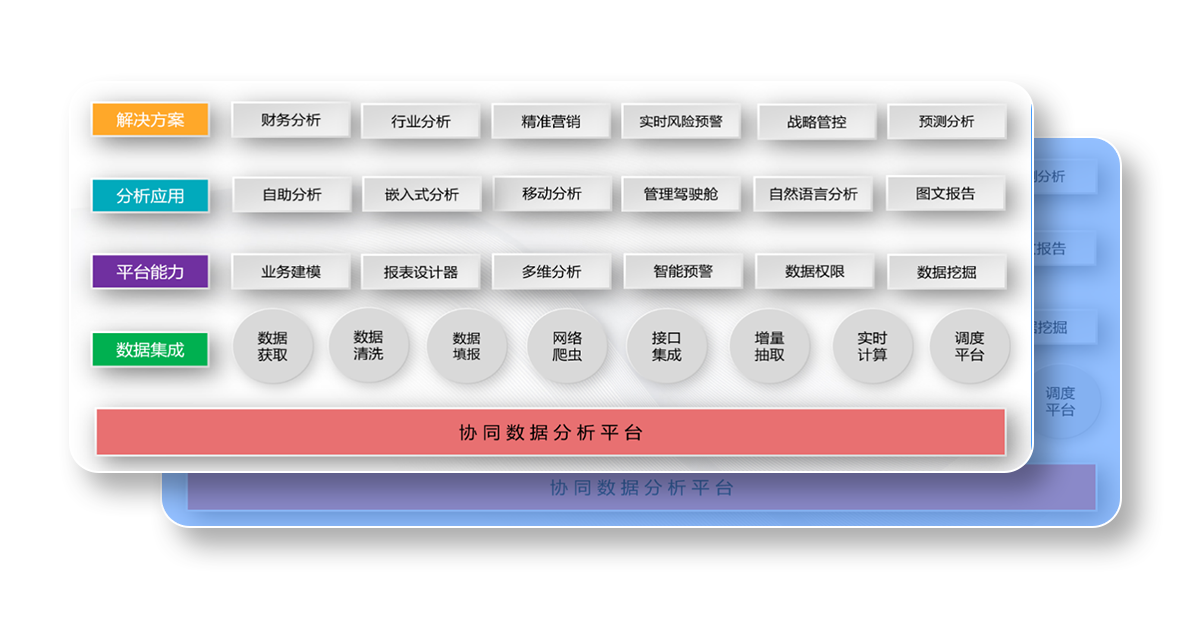 解决方案 财务分析 行业分析 精准营销 实时风险预警 战略管控 预测分析
分析应用 自助分析 嵌入式分析 移动分析 管理驾驶舱 自然语言分析 图文报告
平台能力 业务建模 报表设计器 多维分析 智能预警 数据权限 数据挖掘
数据集成
数据
获取
数据
清洗
数据
填报
网络
爬虫
接口
集成
增量
抽取
实时
计算
调度
平台
协同数据分析平台
分析
报告
挖掘
调度
平台
协同数据分析平台